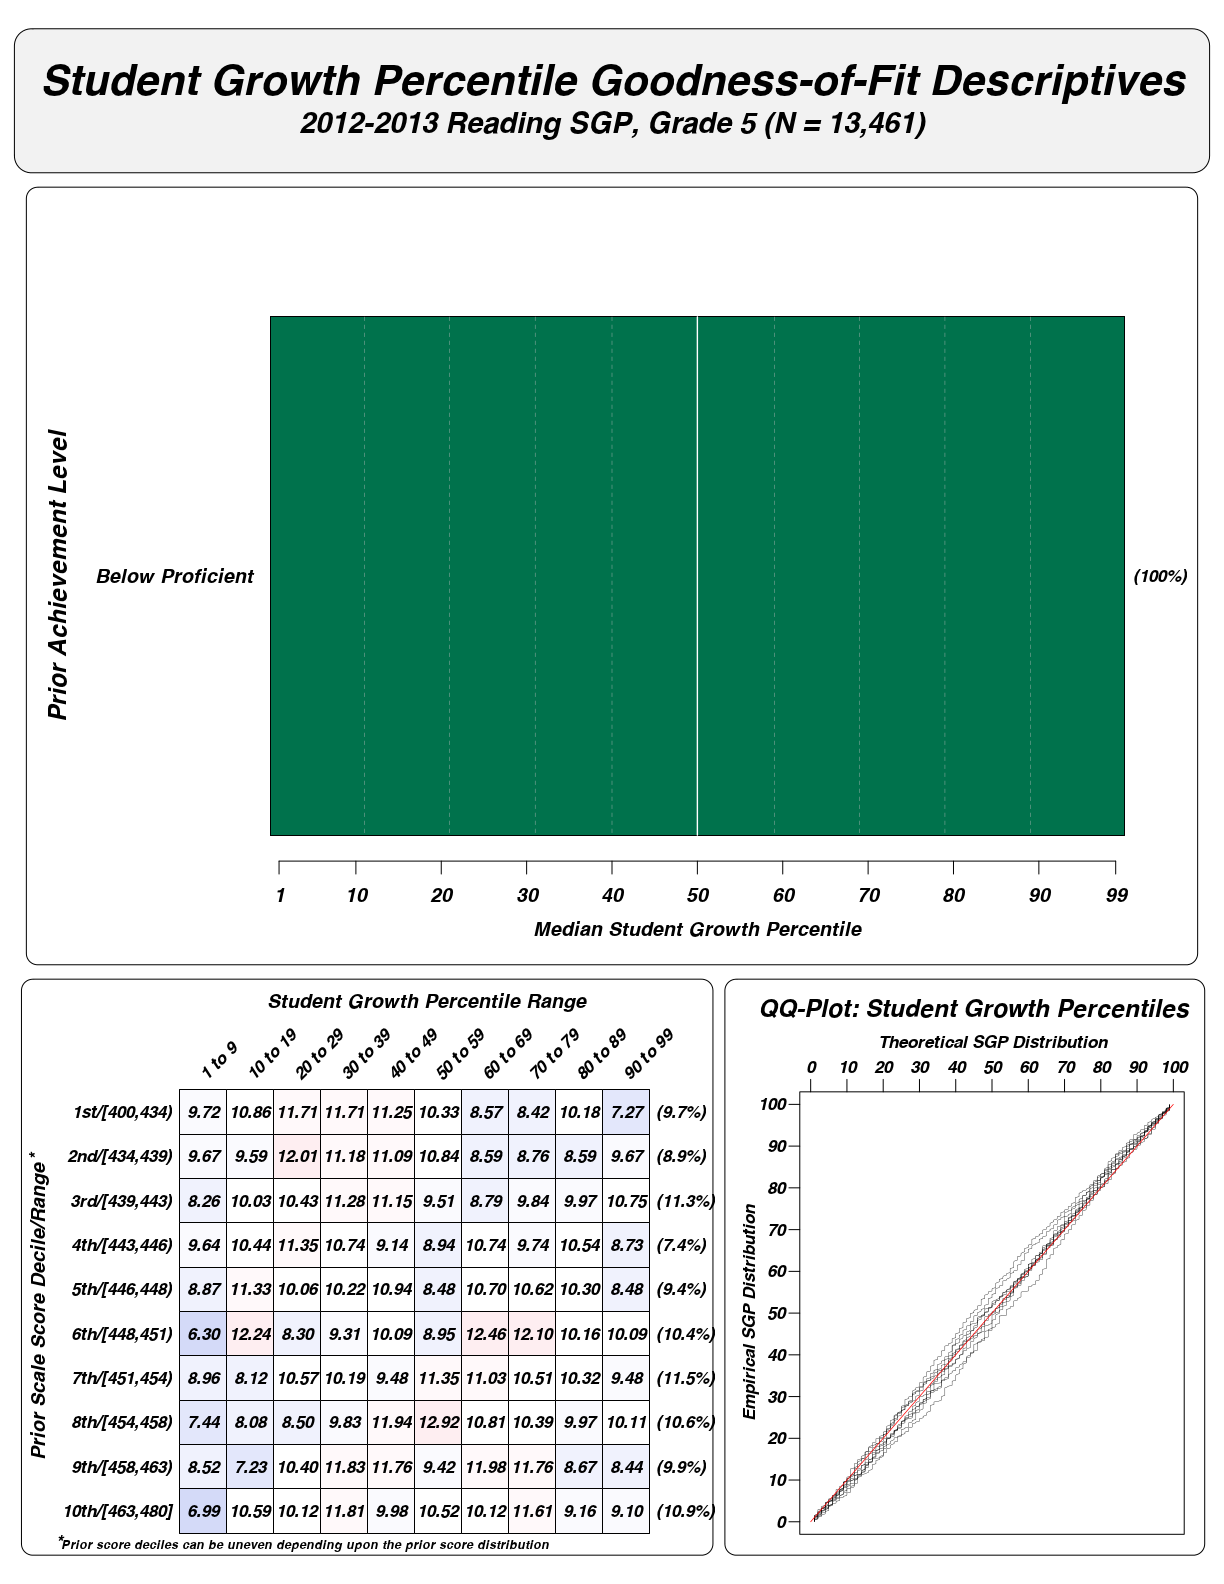 Student Growth Percentile Goodness-of-Fit Descriptives
2012-2013 Reading SGP, Grade 5 (N = 13,461)
Prior Achievement Level
Below Proficient
(100%)
1 10 20 30 40 50 60 70 80 90 99
Median Student Growth Percentile
Student Growth Percentile Range
1 to 9 10 to 19 20 to 29 30 to 39 40 to 49 50 to 59 60 to 69 70 to 79 80 to 89 90 to 99
Prior Scale Score Decile/Range*
1st/[400,434) 9.72 10.86 11.71 11.71 11.25 10.33 8.57 8.42 10.18 7.27 (9.7%)
2nd/[434,439) 9.67 9.59 12.01 11.18 11.09 10.84 8.59 8.76 8.59 9.67 (8.9%)
3rd/[439,443) 8.26 10.03 10.43 11.28 11.15 9.51 8.79 9.84 9.97 10.75 (11.3%)
4th/[443,446) 9.64 10.44 11.35 10.74 9.14 8.94 10.74 9.74 10.54 8.73 (7.4%)
5th/[446,448) 8.87 11.33 10.06 10.22 10.94 8.48 10.70 10.62 10.30 8.48 (9.4%)
6th/[448,451) 6.30 12.24 8.30 9.31 10.09 8.95 12.46 12.10 10.16 10.09 (10.4%)
7th/[451,454) 8.96 8.12 10.57 10.19 9.48 11.35 11.03 10.51 10.32 9.48 (11.5%)
8th/[454,458) 7.44 8.08 8.50 9.83 11.94 12.92 10.81 10.39 9.97 10.11 (10.6%)
9th/[458,463) 8.52 7.23 10.40 11.83 11.76 9.42 11.98 11.76 8.67 8.44 (9.9%)
10th/[463,480] 6.99 10.59 10.12 11.81 9.98 10.52 10.12 11.61 9.16 9.10 (10.9%)
*Prior score deciles can be uneven depending upon the prior score distribution
QQ-Plot: Student Growth Percentiles
Theoretical SGP Distribution
0 10 20 30 40 50 60 70 80 90 100
Empirical SGP Distribution
100
90
80
70
60
50
40
30
20
10
0